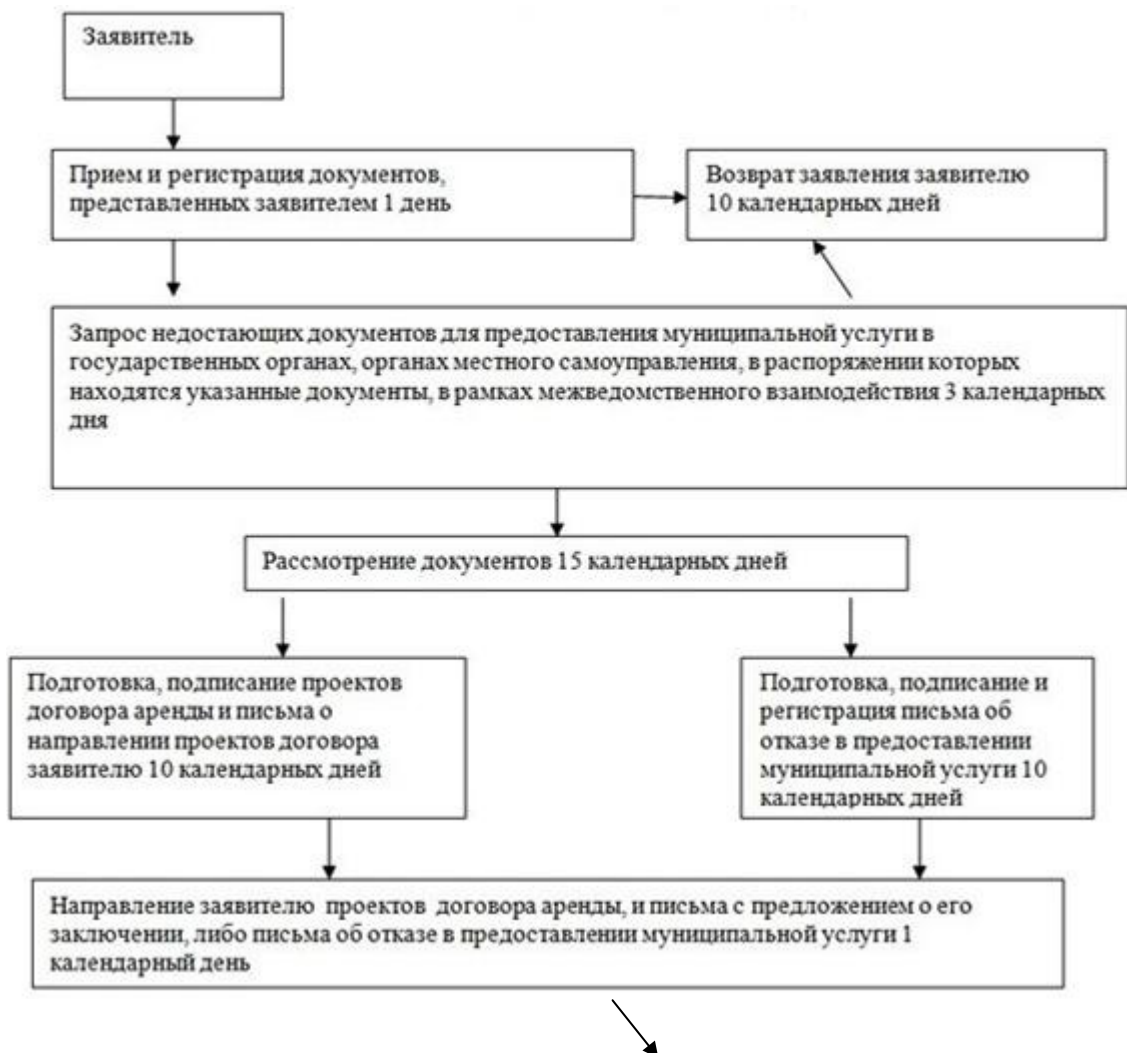 Заявитель
Прием и регистрация документов,
представленных заявителем 1 день
Возврат заявления заявителю
10 календарных дней
Запрос недостающих документов для предоставления муниципальной услуги в
государственных органах, органах местного самоуправления, в распоряжении которых
находятся указанные документы, в рамках межведомственного взаимодействия 3 календарных
дня
Рассмотрение документов 15 календарных дней
Подготовка, подписание проектов
договора аренды и письма о
направлении проектов договора
заявителю 10 календарных дней
Подготовка, подписание и
регистрация письма об
отказе в предоставлении
муниципальной услуги 10
календарных дней
Направление заявителю проектов договора аренды, и письма с предложением о его
заключении, либо письма об отказе в предоставлении муниципальной услуги 1
календарный день